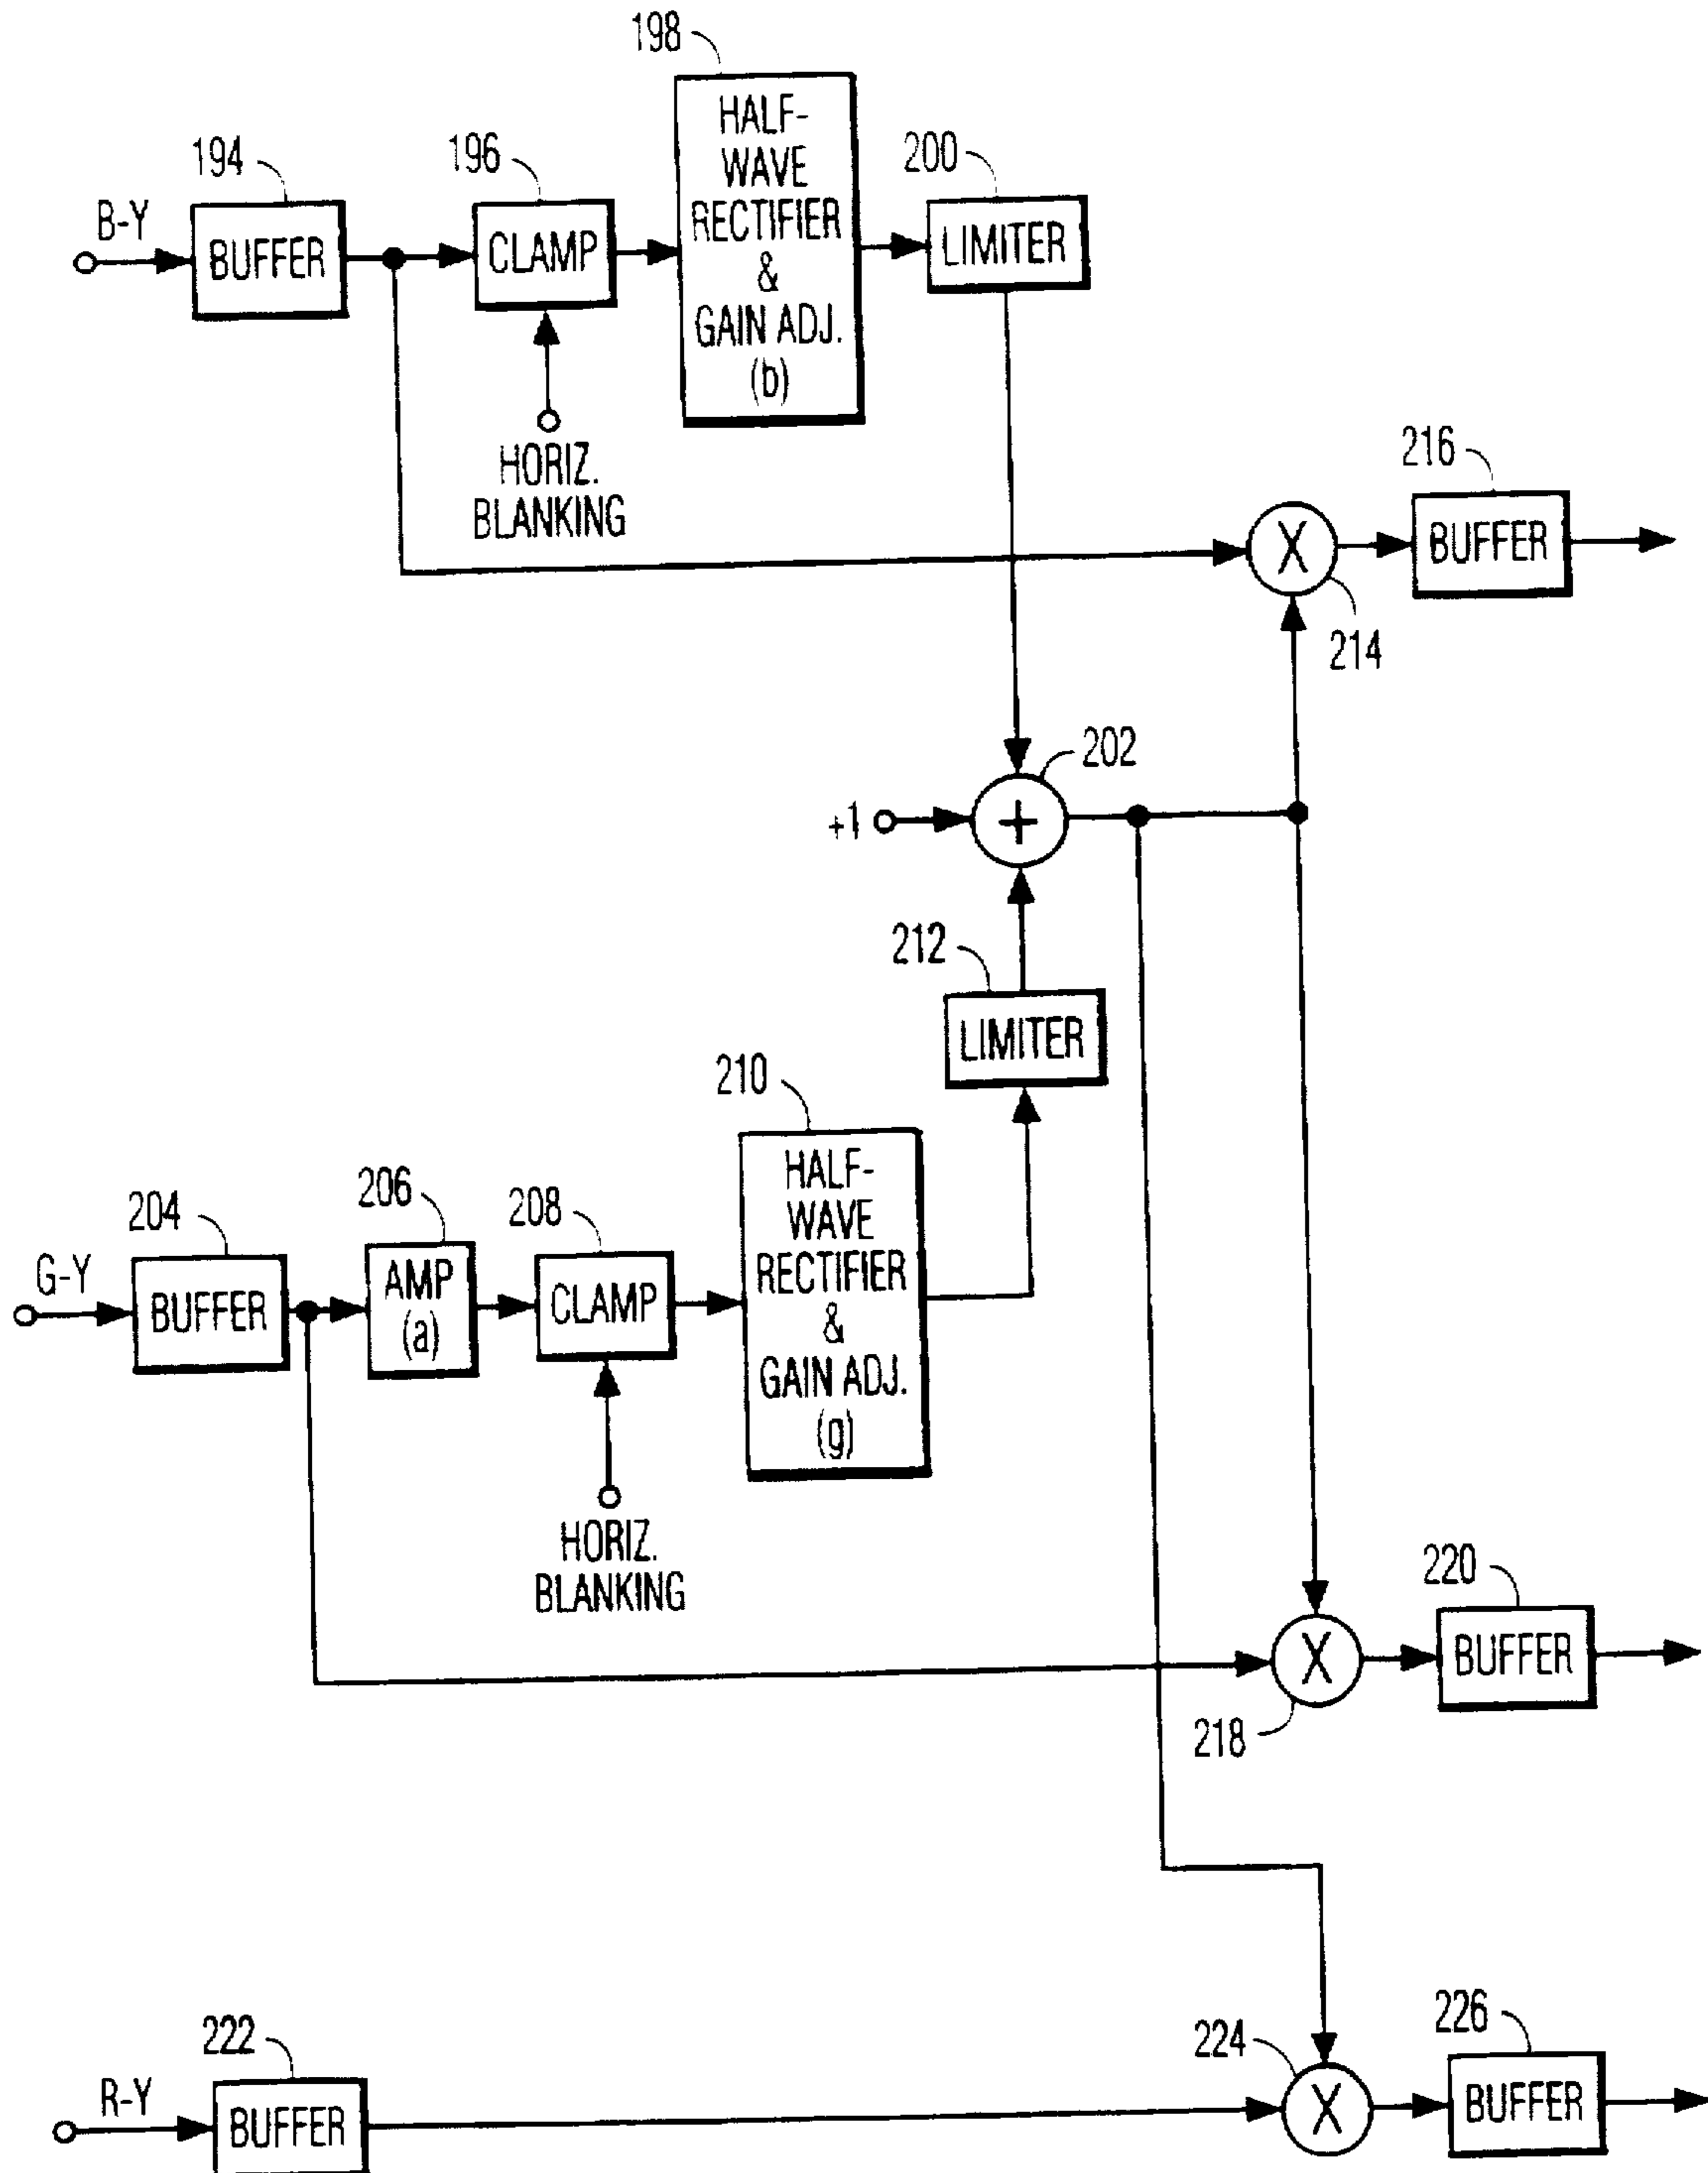 198
HALF-
WAVE
RECTIFIER
&
GAIN ADJ.
(b)
194
196
200
B-Y
BUFFER
CLAMP
LIMITER
HORIZ.
BLANKING
216
BUFFER
X
214
202
+1
+
212
LIMITER
210
HALF-
WAVE
RECTIFIER
&
GAIN ADJ.
(g)
204
206
208
G-Y
BUFFER
AMP
(a)
CLAMP
HORIZ.
BLANKING
220
X
BUFFER
218
222
224
226
R-Y
BUFFER
X
BUFFER